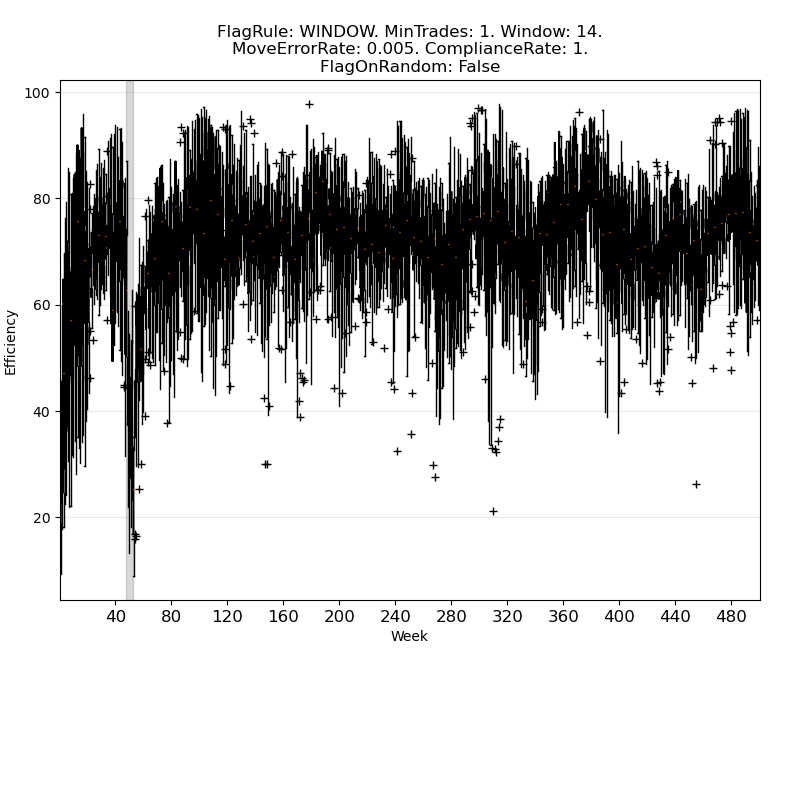 FlagRule: WINDOW. MinTrades: 1. Window: 14.
MoveErrorRate: 0.005. ComplianceRate: 1.
FlagOnRandom: False
100
80
60
40
20
Efficiency
40 80 120 160 200 240 280 320 360 400 440 480
Week